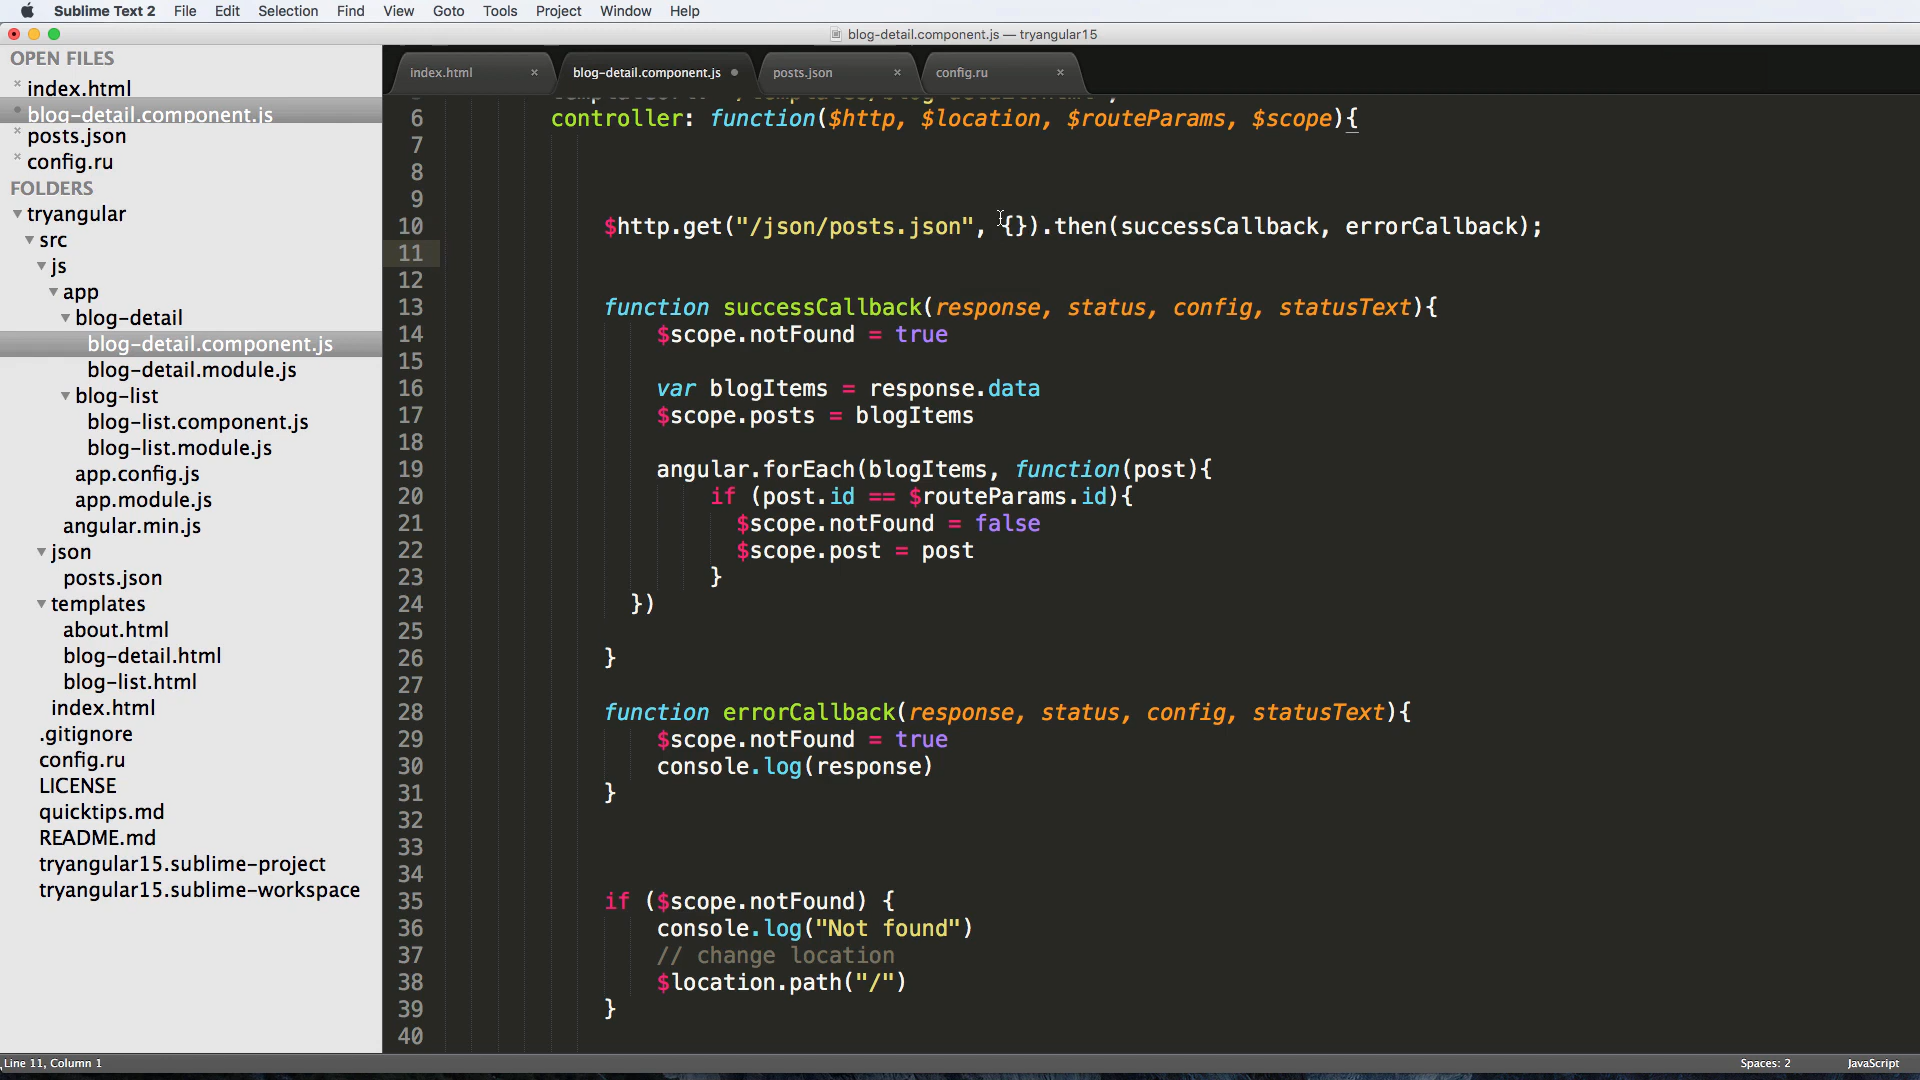 Sublime Text 2 File Edit Selection Find View Goto Tools Project Window Help
blog-detail.component.js — tryangular15
OPEN FILES
index.html
blog-detail.component.js
posts.json
config.ru
FOLDERS
tryangular
src
js
app
blog-detail
blog-detail.component.js
blog-detail.module.js
blog-list
blog-list.component.js
blog-list.module.js
app.config.js
app.module.js
angular.min.js
json
posts.json
templates
about.html
blog-detail.html
blog-list.html
index.html
.gitignore
config.ru
LICENSE
quicktips.md
README.md
tryangular15.sublime-project
tryangular15.sublime-workspace
index.html × blog-detail.component.js posts.json × config.ru ×
6 controller: function($http, $location, $routeParams, $scope){
7
8
9
10 $http.get("/json/posts.json", {}).then(successCallback, errorCallback);
11
12
13 function successCallback(response, status, config, statusText){
14 $scope.notFound = true
15
16 var blogItems = response.data
17 $scope.posts = blogItems
18
19 angular.forEach(blogItems, function(post){
20 if (post.id == $routeParams.id){
21 $scope.notFound = false
22 $scope.post = post
23 }
24 })
25
26 }
27
28 function errorCallback(response, status, config, statusText){
29 $scope.notFound = true
30 console.log(response)
31 }
32
33
34
35 if ($scope.notFound) {
36 console.log("Not found")
37 // change location
38 $location.path("/")
39 }
40
Line 11, Column 1 Spaces: 2 JavaScript